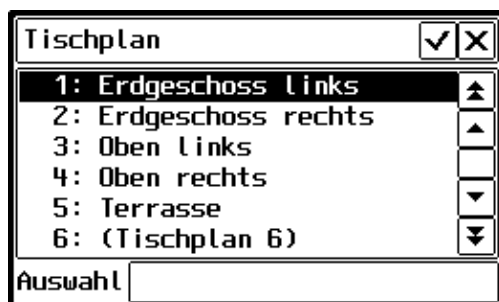 Tischplan
1: Erdgeschoss links
2: Erdgeschoss rechts
3: Oben links
4: Oben rechts
5: Terrasse
6: (Tischplan 6)
Auswahl